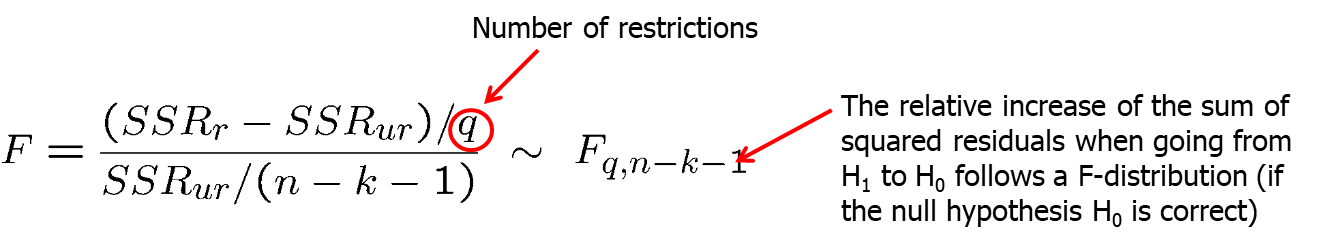 Number of restrictions
F = (SSR_r − SSR_ur)/q / SSR_ur/(n − k − 1) ∼ F_q,n−k−1
The relative increase of the sum of
squared residuals when going from
H₁ to H₀ follows a F-distribution (if
the null hypothesis H₀ is correct)